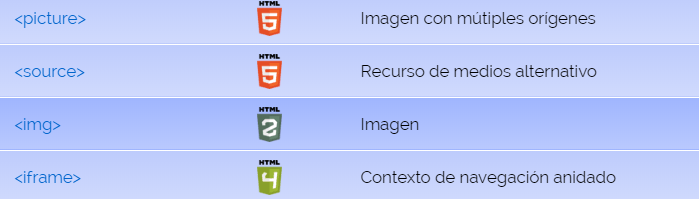 <picture> HTML 5 Imagen con mútiples orígenes
<source> HTML 5 Recurso de medios alternativo
<img> HTML 2 Imagen
<iframe> HTML 4 Contexto de navegación anidado